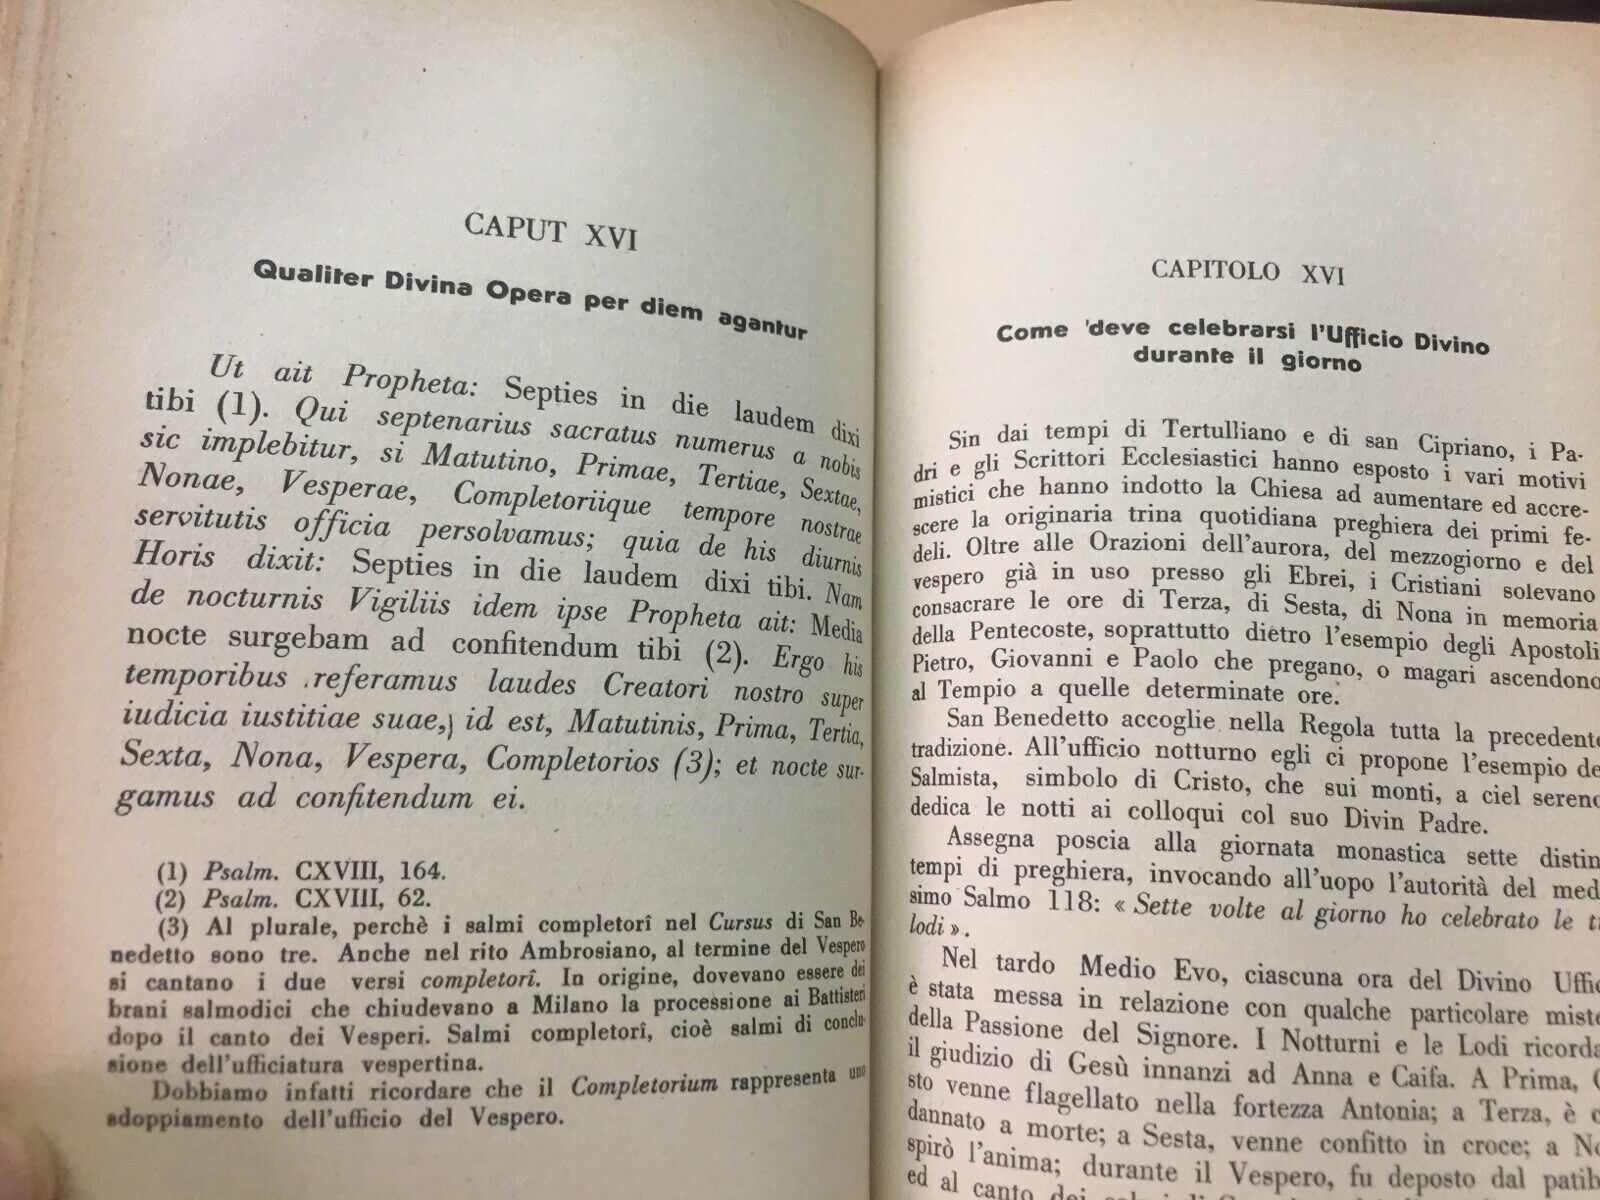 CAPUT XVI
Qualiter Divina Opera per diem agantur
Ut ait Propheta: Septies in die laudem dixi
tibi (1). Qui septenarius sacratus numerus a nobis
sic implebitur, si Matutino, Primae, Tertiae, Sextae,
Nonae, Vesperae, Completoriique tempore nostrae
servitutis officia persolvamus; quia de his diurnis
Horis dixit: Septies in die laudem dixi tibi. Nam
de nocturnis Vigiliis idem ipse Propheta ait: Media
nocte surgebam ad confitendum tibi (2). Ergo his
temporibus referamus laudes Creatori nostro super
iudicia iustitiae suae, id est, Matutinis, Prima, Tertia,
Sexta, Nona, Vespera, Completorios (3); et nocte sur-
gamus ad confitendum ei.
(1) Psalm. CXVIII, 164.
(2) Psalm. CXVIII, 62.
(3) Al plurale, perchè i salmi completorî nel Cursus di San Be-
nedetto sono tre. Anche nel rito Ambrosiano, al termine del Vespero
si cantano i due versi completorî. In origine, dovevano essere dei
brani salmodici che chiudevano a Milano la processione ai Battisteri
dopo il canto dei Vesperi. Salmi completorî, cioè salmi di conclu-
sione dell'ufficiatura vespertina.
Dobbiamo infatti ricordare che il Completorium rappresenta uno
sdoppiamento dell'ufficio del Vespero.
CAPITOLO XVI
Come deve celebrarsi l'Ufficio Divino
durante il giorno
Sin dai tempi di Tertulliano e di san Cipriano, i Pa-
dri e gli Scrittori Ecclesiastici hanno esposto i vari motivi
mistici che hanno indotto la Chiesa ad aumentare ed accre-
scere la originaria trina quotidiana preghiera dei primi fe-
deli. Oltre alle Orazioni dell'aurora, del mezzogiorno e del
vespero già in uso presso gli Ebrei, i Cristiani solevano
consacrare le ore di Terza, di Sesta, di Nona in memoria
della Pentecoste, soprattutto dietro l'esempio degli Apostoli
Pietro, Giovanni e Paolo che pregano, o magari ascendono
al Tempio a quelle determinate ore.
San Benedetto accoglie nella Regola tutta la precedente
tradizione. All'ufficio notturno egli ci propone l'esempio de
Salmista, simbolo di Cristo, che sui monti, a ciel sereno
dedica le notti ai colloqui col suo Divin Padre.
Assegna poscia alla giornata monastica sette distin
tempi di preghiera, invocando all'uopo l'autorità del med
simo Salmo 118: « Sette volte al giorno ho celebrato le t
lodi ».
Nel tardo Medio Evo, ciascuna ora del Divino Uffic
è stata messa in relazione con qualche particolare miste
della Passione del Signore. I Notturni e le Lodi ricorda
il giudizio di Gesù innanzi ad Anna e Caifa. A Prima, C
sto venne flagellato nella fortezza Antonia; a Terza, è c
dannato a morte; a Sesta, venne confitto in croce; a No
spirò l'anima; durante il Vespero, fu deposto dal patib
ed al canto dei salmi di